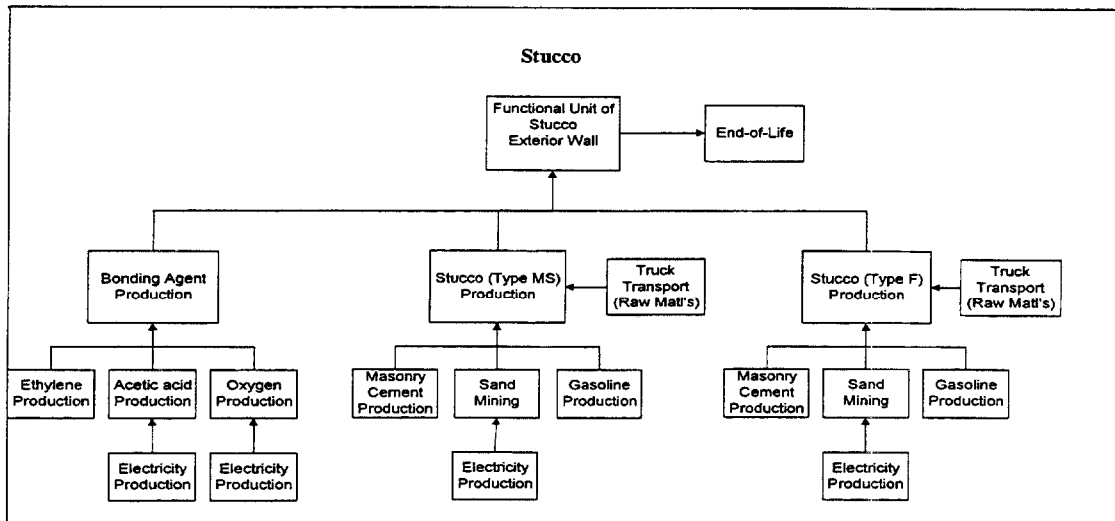 Stucco
Functional Unit of
Stucco
Exterior Wall
End-of-Life
Bonding Agent
Production
Stucco (Type MS)
Production
Truck
Transport
(Raw Matl's)
Stucco (Type F)
Production
Truck
Transport
(Raw Matl's)
Ethylene
Production
Acetic acid
Production
Oxygen
Production
Masonry
Cement
Production
Sand
Mining
Gasoline
Production
Masonry
Cement
Production
Sand
Mining
Gasoline
Production
Electricity
Production
Electricity
Production
Electricity
Production
Electricity
Production